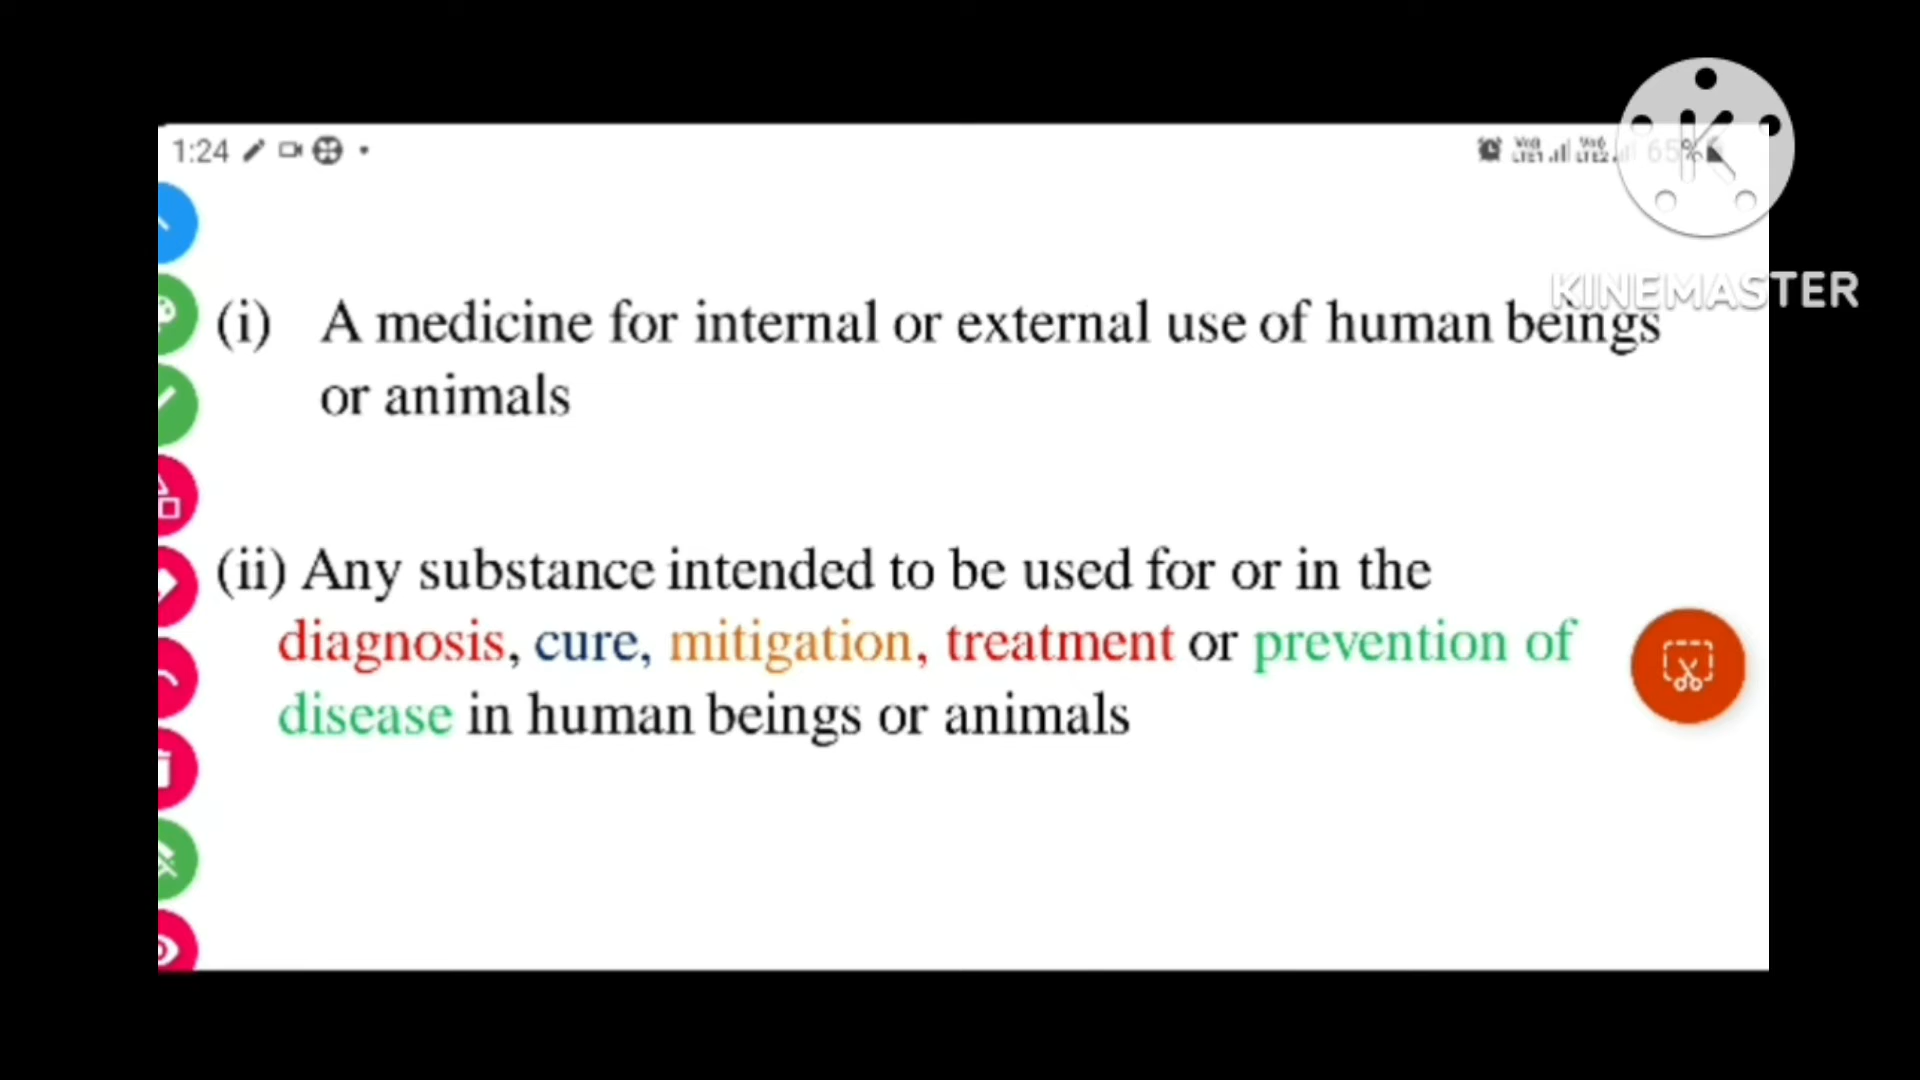 1:24
65%
KINEMASTER
(i) A medicine for internal or external use of human beings
or animals
(ii) Any substance intended to be used for or in the
diagnosis, cure, mitigation, treatment or prevention of
disease in human beings or animals